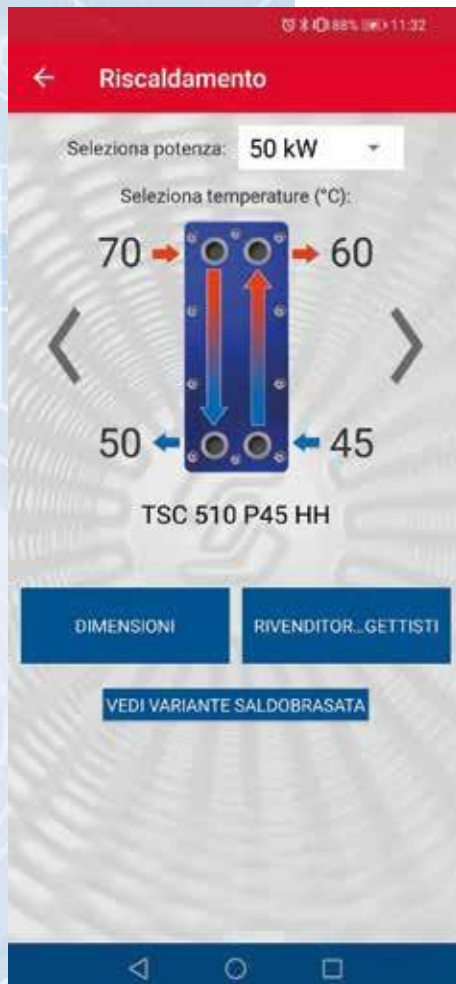 88% 11:32
Riscaldamento
Seleziona potenza: 50 kW
Seleziona temperature (°C):
70 60
50 45
TSC 510 P45 HH
DIMENSIONI RIVENDITOR...GETTISTI
VEDI VARIANTE SALDOBRASATA